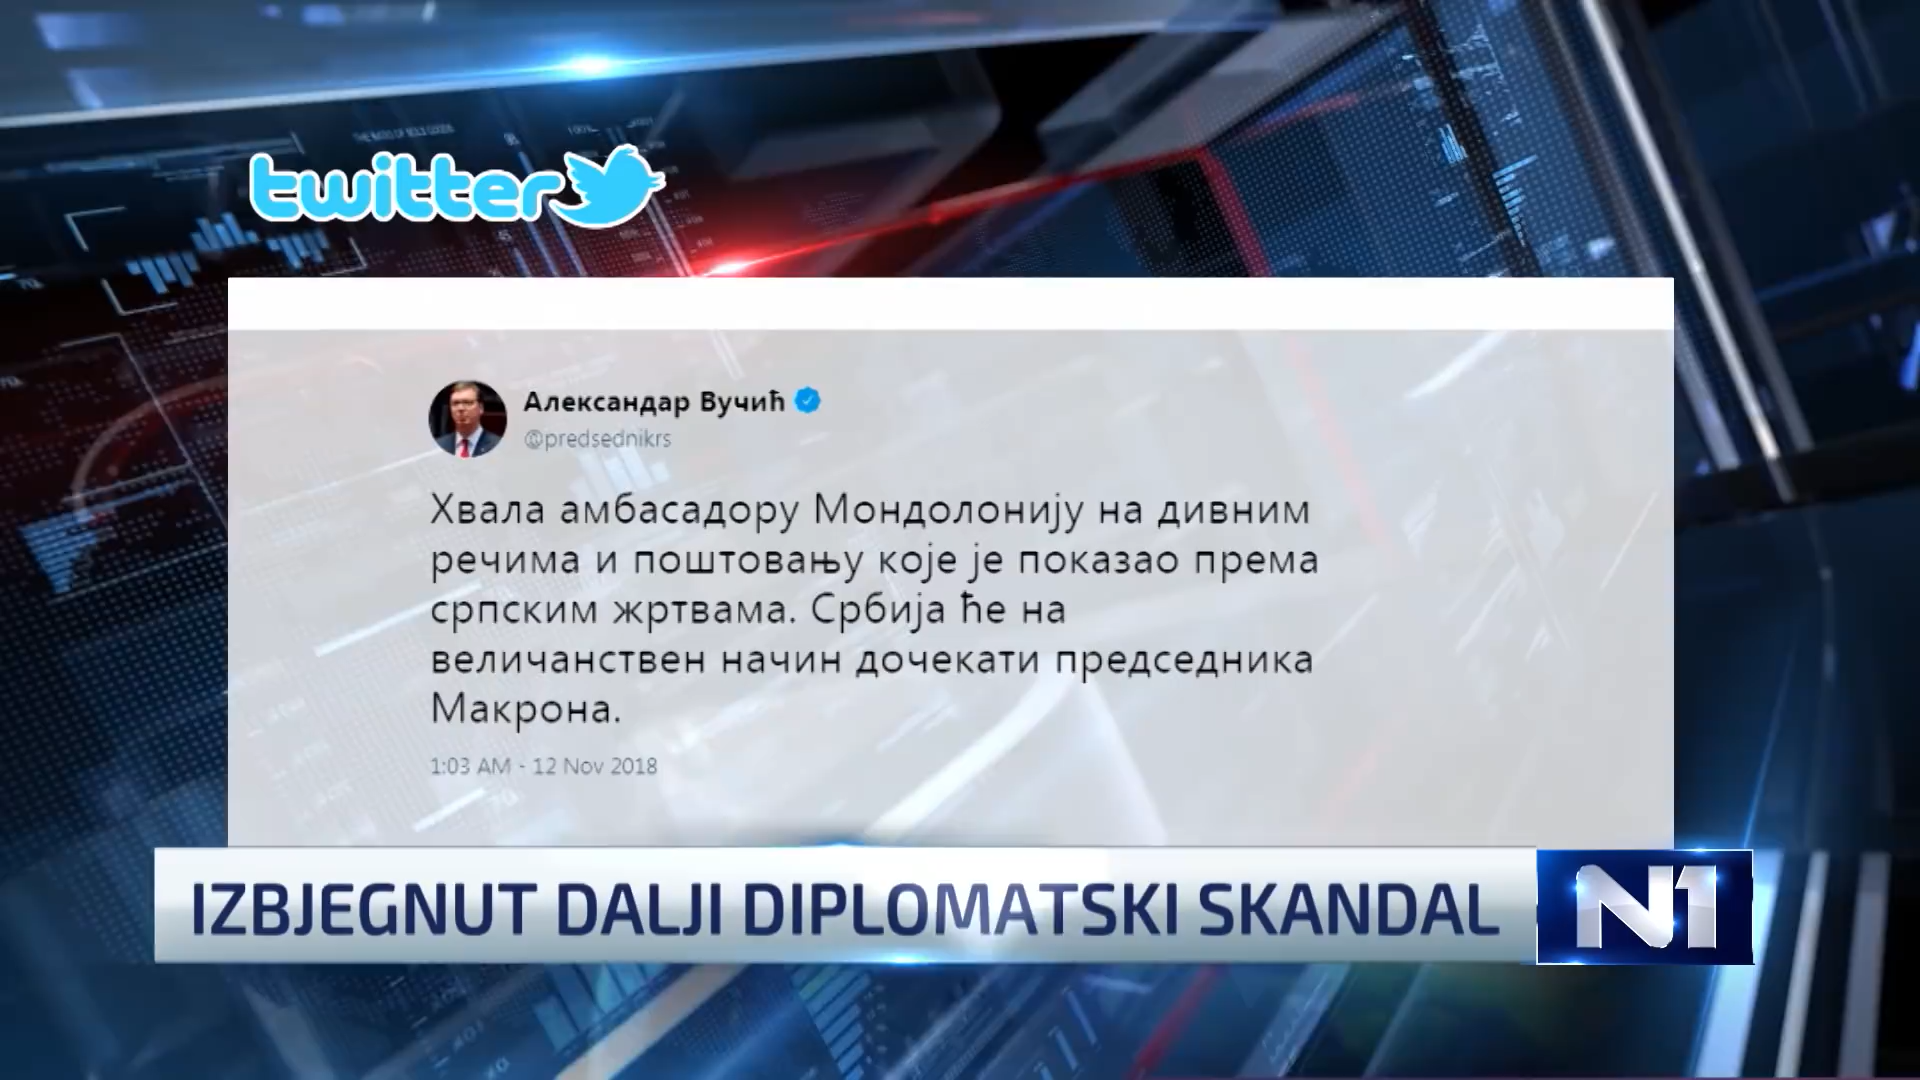 twitter
Александар Вучић
@predsednikrs
Хвала амбасадору Мондолонију на дивним
речима и поштовању које је показао према
српским жртвама. Србија ће на
величанствен начин дочекати председника
Макрона.
1:03 AM - 12 Nov 2018
IZBJEGNUT DALJI DIPLOMATSKI SKANDAL
N1